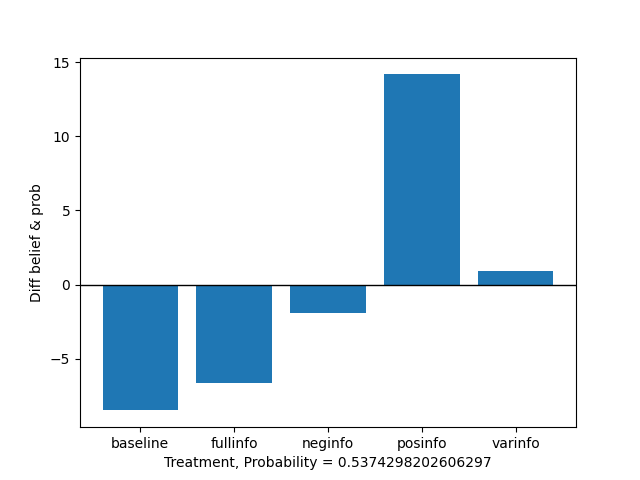 15
10
5
0
−5
Diff belief & prob
baseline fullinfo neginfo posinfo varinfo
Treatment, Probability = 0.5374298202606297